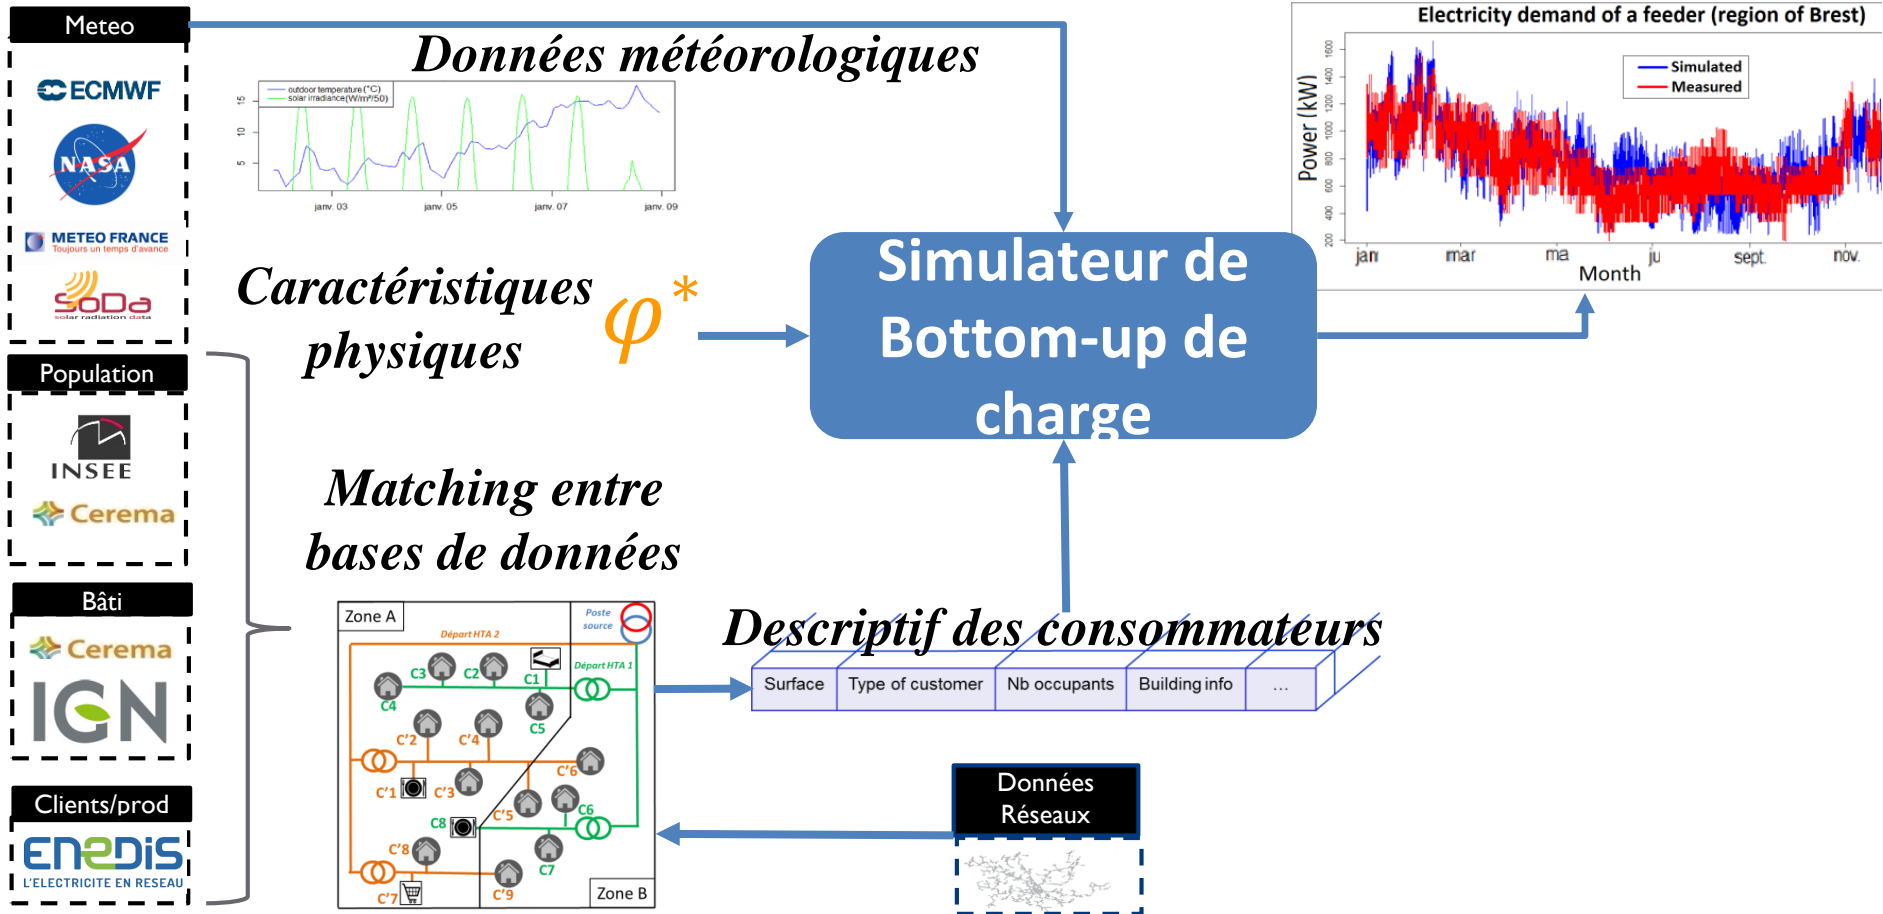 Meteo
ECMWF
NASA
METEO FRANCE
Toujours un temps d'avance
SoDa
solar radiation data
Population
INSEE
Cerema
Bâti
Cerema
IGN
Clients/prod
ENEDIS
L'ELECTRICITE EN RESEAU
Données météorologiques
outdoor temperature (°C)
solar irradiance(W/m²/50)
15
10
5
janv. 03
janv. 05
janv. 07
janv. 09
Caractéristiques
physiques
φ*
Matching entre
bases de données
Zone A
Poste
source
Départ HTA 2
Départ HTA 1
C3
C2
C1
C4
C5
C'2
C'4
C'6
C'1
C'3
C'5
C6
C8
C'8
C7
C'7
C'9
Zone B
Simulateur de
Bottom-up de
charge
Electricity demand of a feeder (region of Brest)
Simulated
Measured
Power (kW)
1600
1400
1200
1000
800
600
400
200
jan
mar
ma
ju
sept.
nov.
Month
Descriptif des consommateurs
Surface
Type of customer
Nb occupants
Building info
...
Données
Réseaux